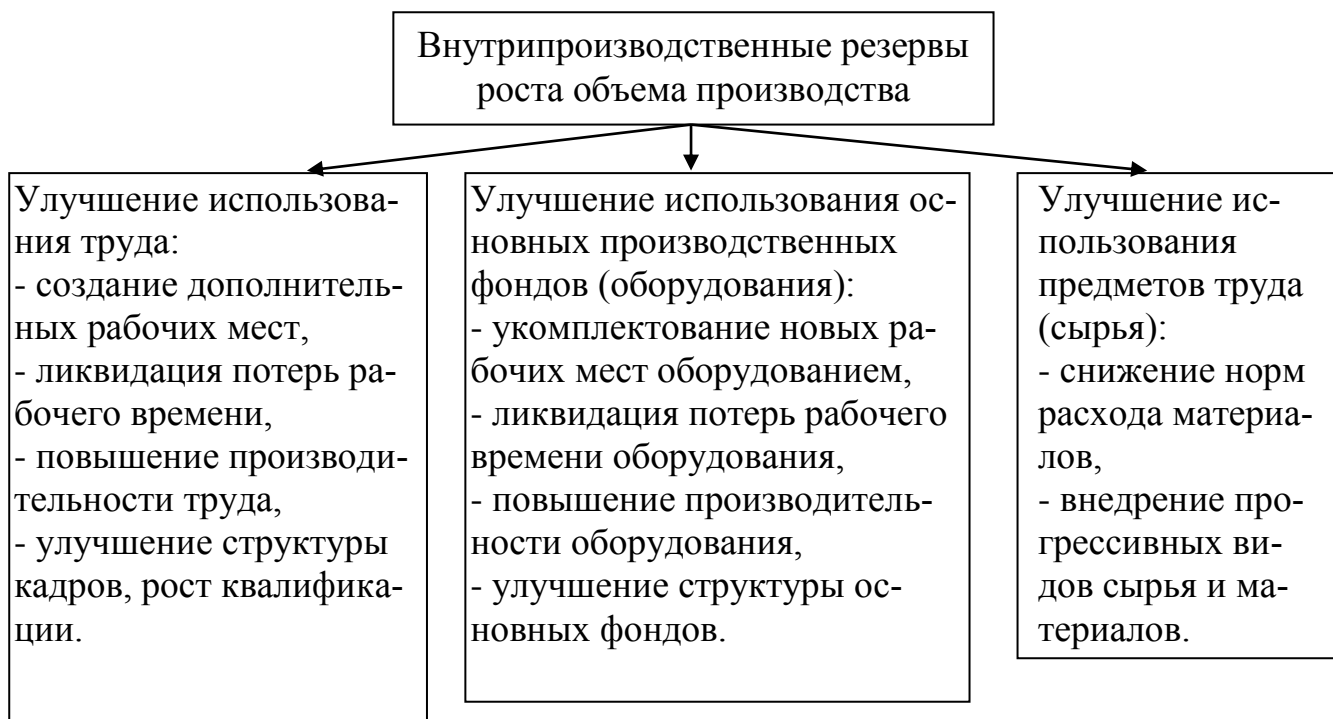 Внутрипроизводственные резервы
роста объема производства
Улучшение использова-
ния труда:
- создание дополнитель-
ных рабочих мест,
- ликвидация потерь ра-
бочего времени,
- повышение производи-
тельности труда,
- улучшение структуры
кадров, рост квалифика-
ции.
Улучшение использования ос-
новных производственных
фондов (оборудования):
- укомплектование новых ра-
бочих мест оборудованием,
- ликвидация потерь рабочего
времени оборудования,
- повышение производитель-
ности оборудования,
- улучшение структуры ос-
новных фондов.
Улучшение ис-
пользования
предметов труда
(сырья):
- снижение норм
расхода материа-
лов,
- внедрение про-
грессивных ви-
дов сырья и ма-
териалов.